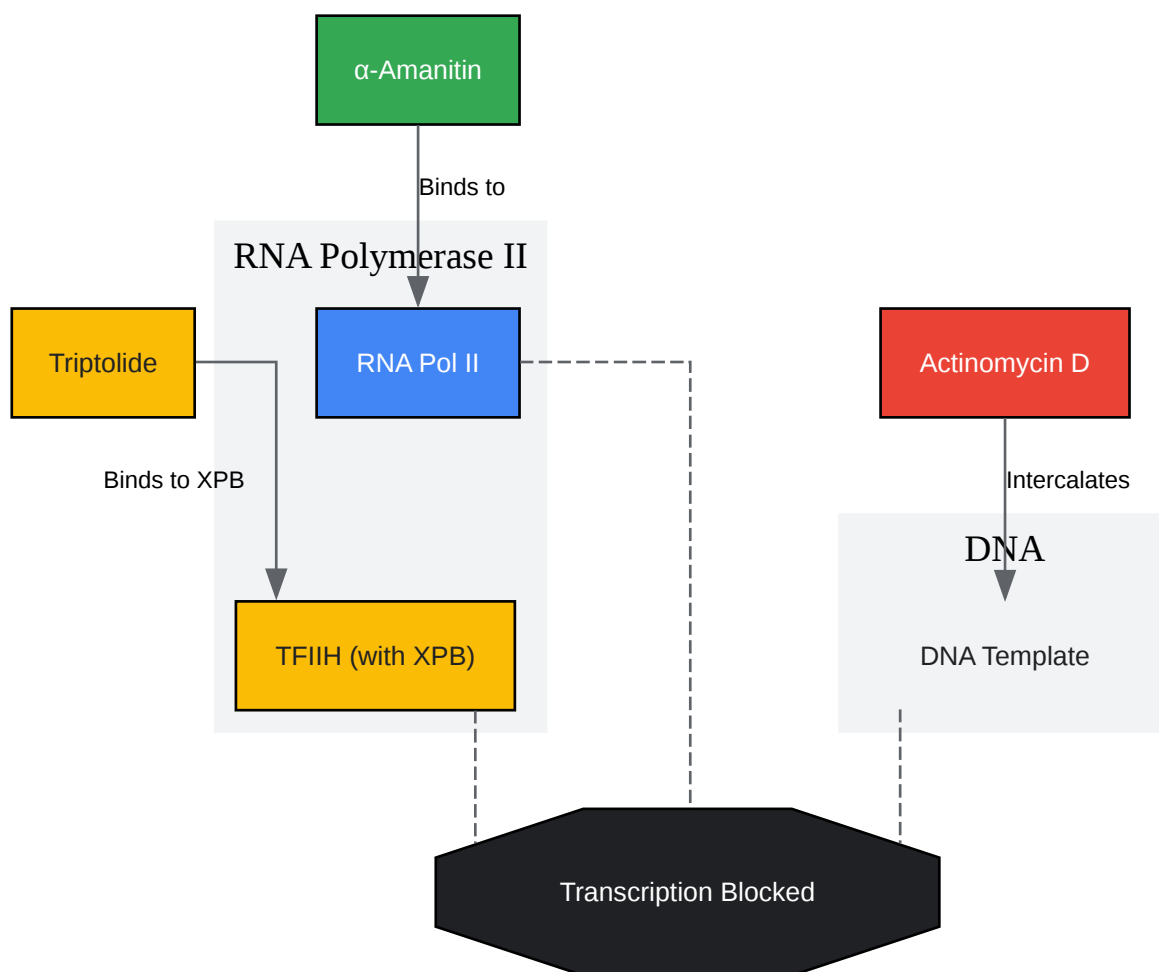 α-Amanitin
Binds to
RNA Polymerase II
Triptolide
RNA Pol II
Actinomycin D
Binds to XPB
Intercalates
DNA
TFIIH (with XPB)
DNA Template
Transcription Blocked